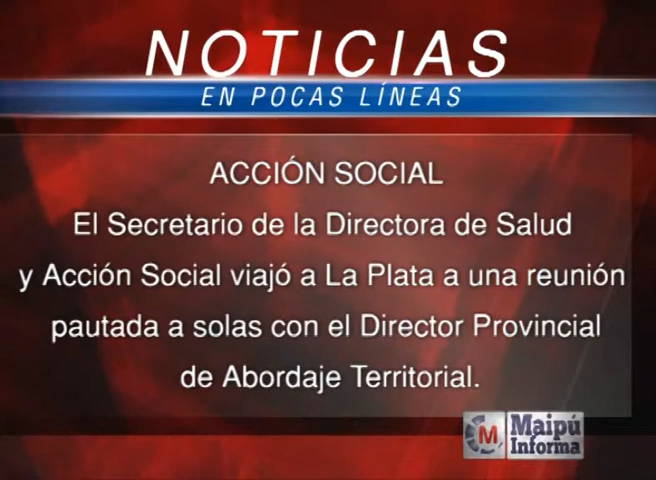 NOTICIAS
EN POCAS LÍNEAS
ACCIÓN SOCIAL
El Secretario de la Directora de Salud
y Acción Social viajó a La Plata a una reunión
pautada a solas con el Director Provincial
de Abordaje Territorial.
M Maipú
Informa